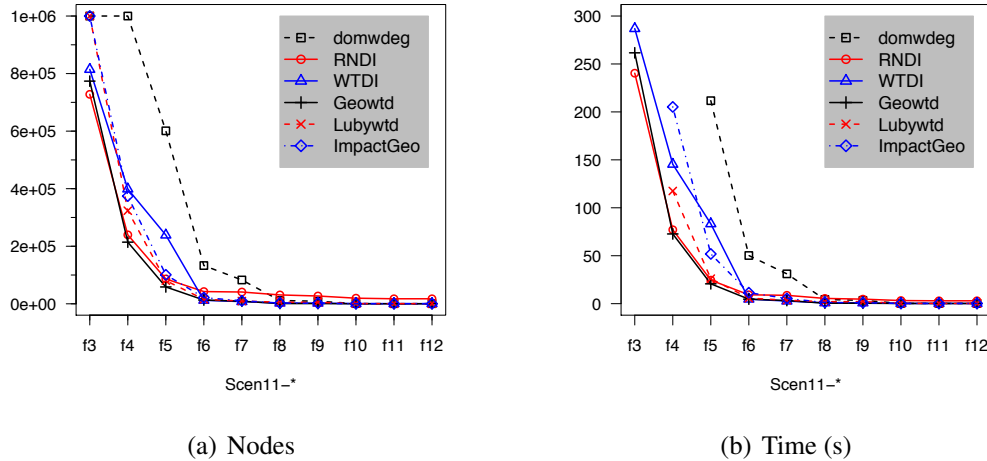 1e+06
8e+05
6e+05
4e+05
2e+05
0e+00
domwdeg
RNDI
WTDI
Geowtd
Lubywtd
ImpactGeo
f3 f4 f5 f6 f7 f8 f9 f10 f11 f12
Scen11−*
(a) Nodes
300
250
200
150
100
50
0
domwdeg
RNDI
WTDI
Geowtd
Lubywtd
ImpactGeo
f3 f4 f5 f6 f7 f8 f9 f10 f11 f12
Scen11−*
(b) Time (s)